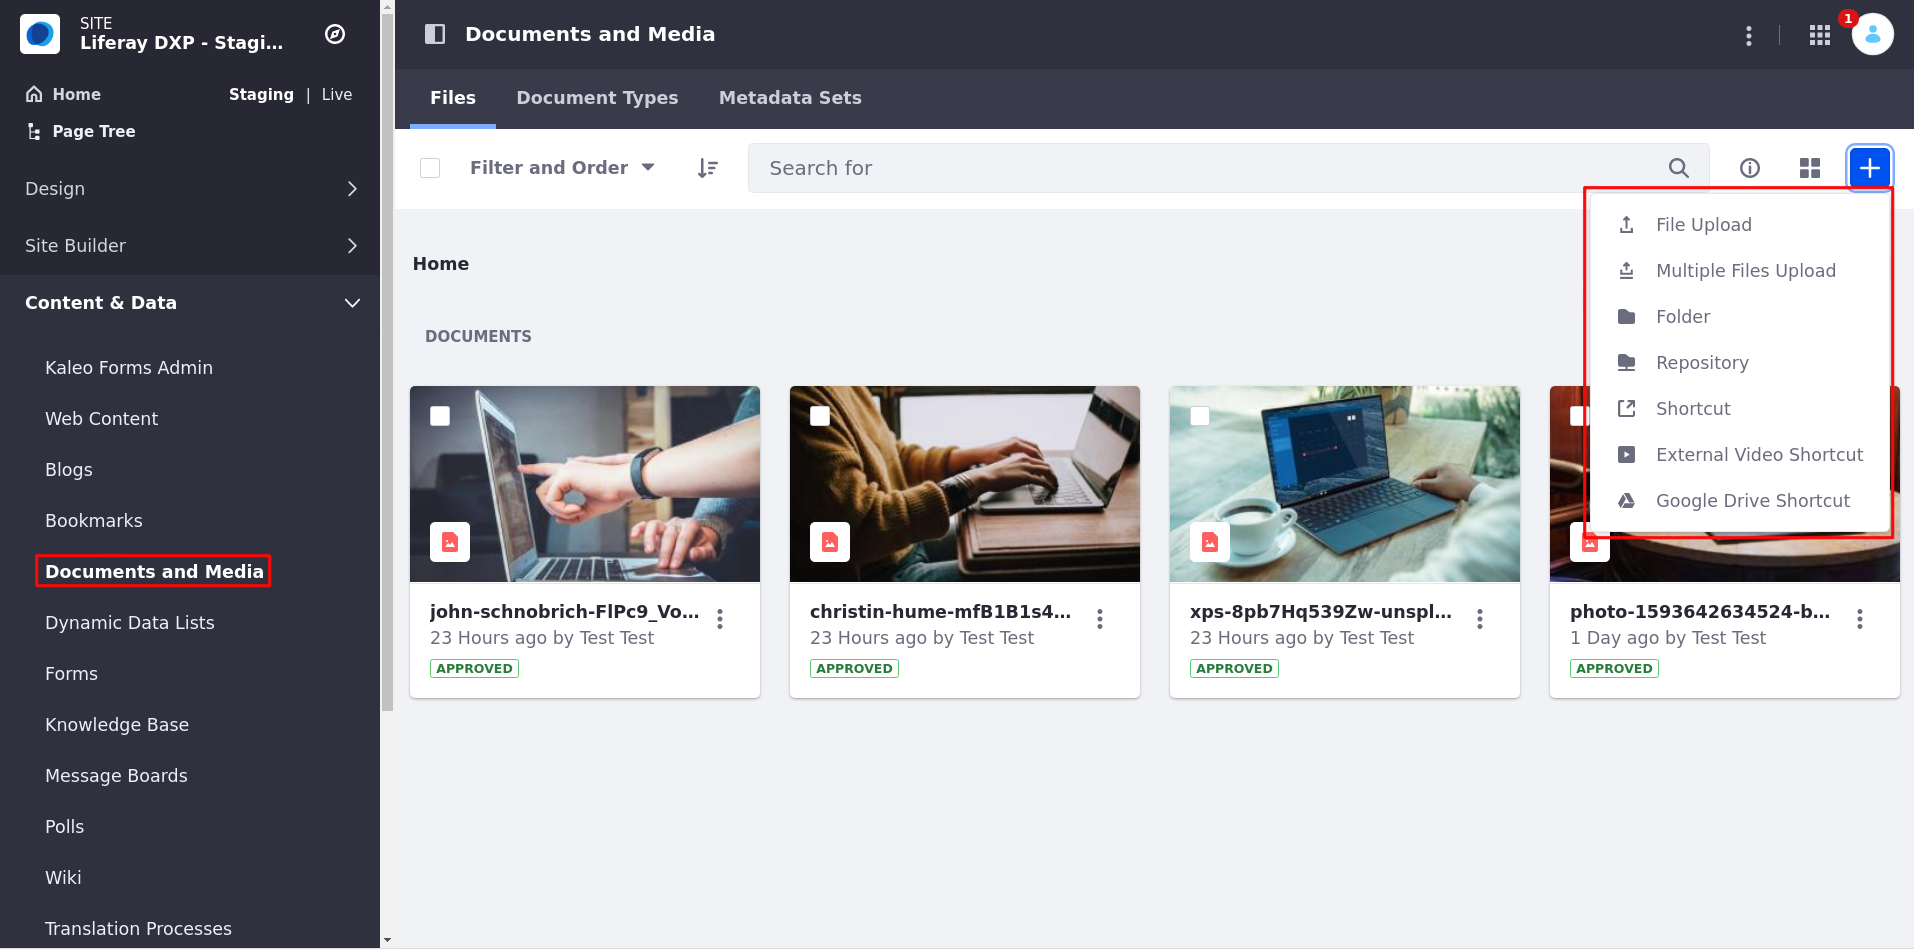 SITE
Liferay DXP - Stagi...
Home
Staging | Live
Page Tree
Design
Site Builder
Content & Data
Kaleo Forms Admin
Web Content
Blogs
Bookmarks
Documents and Media
Dynamic Data Lists
Forms
Knowledge Base
Message Boards
Polls
Wiki
Translation Processes
Documents and Media
1
Files
Document Types
Metadata Sets
Filter and Order
Search for
File Upload
Multiple Files Upload
Folder
Repository
Shortcut
External Video Shortcut
Google Drive Shortcut
Home
DOCUMENTS
john-schnobrich-FlPc9_Vo...
23 Hours ago by Test Test
APPROVED
christin-hume-mfB1B1s4...
23 Hours ago by Test Test
APPROVED
xps-8pb7Hq539Zw-unspl...
23 Hours ago by Test Test
APPROVED
photo-1593642634524-b...
1 Day ago by Test Test
APPROVED